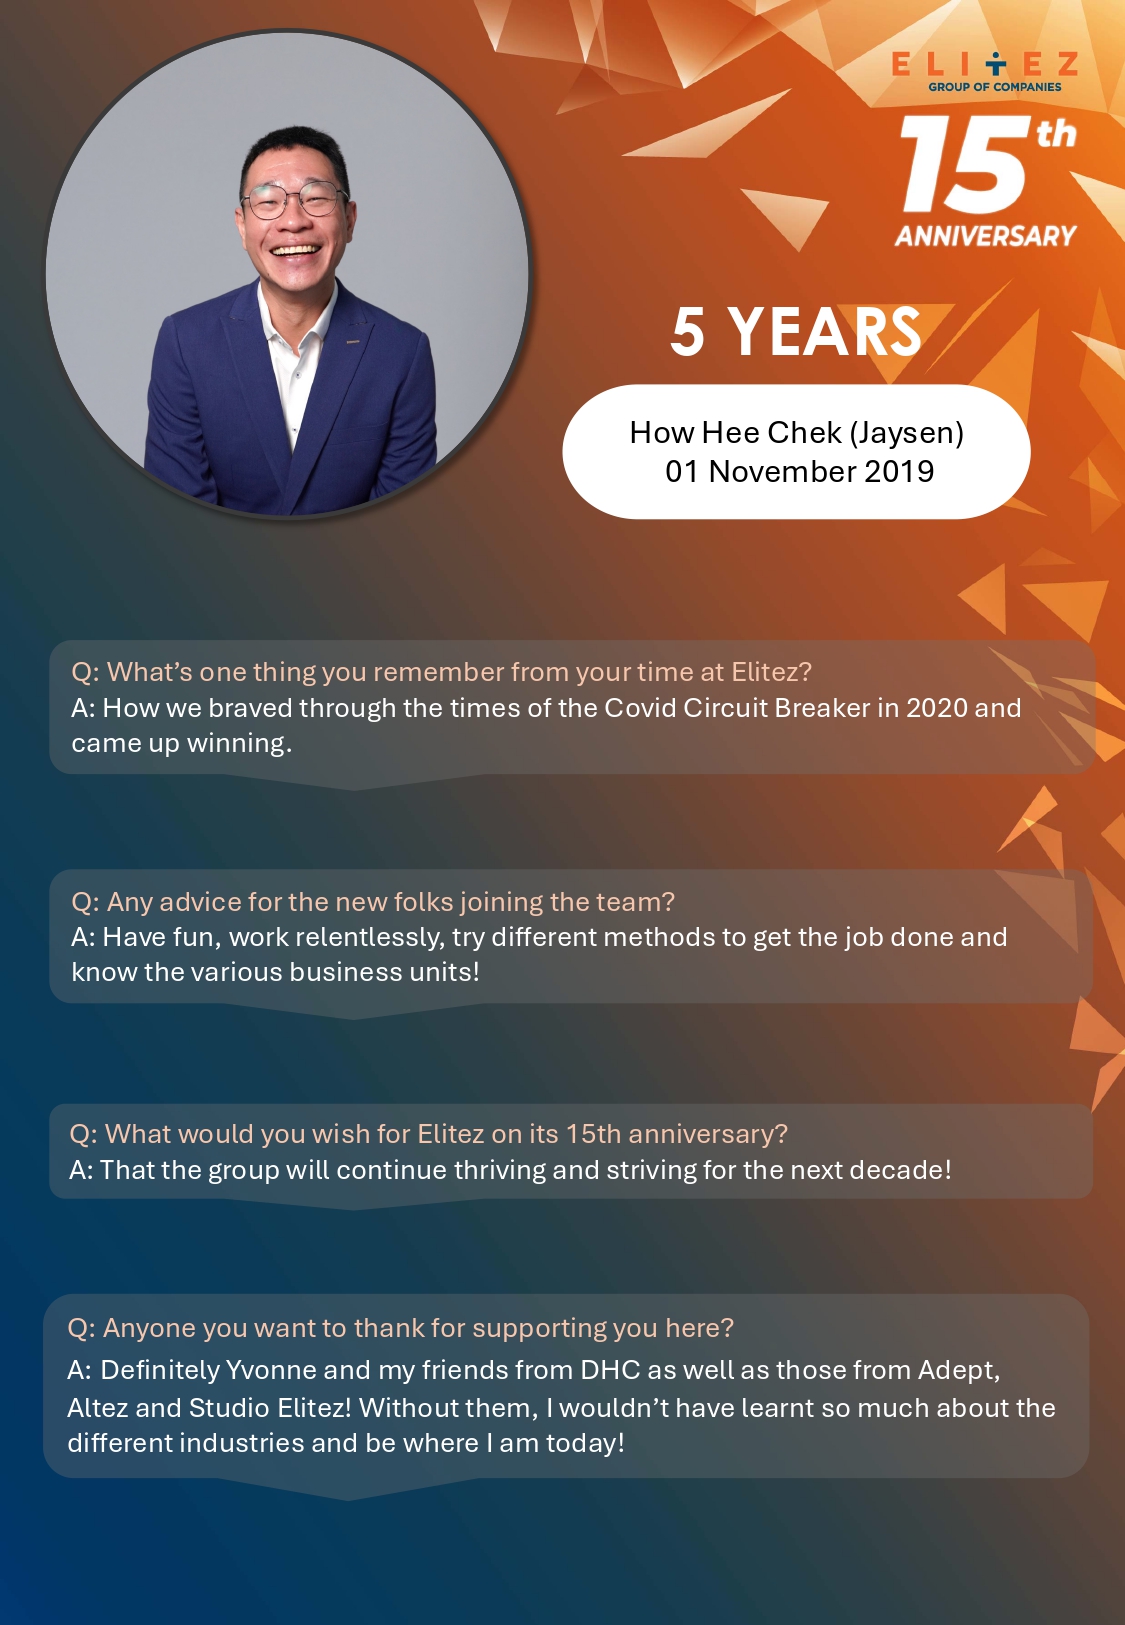 ELITEZ
GROUP OF COMPANIES
15th
ANNIVERSARY
5 YEARS
How Hee Chek (Jaysen)
01 November 2019
Q: What’s one thing you remember from your time at Elitez?
A: How we braved through the times of the Covid Circuit Breaker in 2020 and
came up winning.
Q: Any advice for the new folks joining the team?
A: Have fun, work relentlessly, try different methods to get the job done and
know the various business units!
Q: What would you wish for Elitez on its 15th anniversary?
A: That the group will continue thriving and striving for the next decade!
Q: Anyone you want to thank for supporting you here?
A: Definitely Yvonne and my friends from DHC as well as those from Adept,
Altez and Studio Elitez! Without them, I wouldn’t have learnt so much about the
different industries and be where I am today!